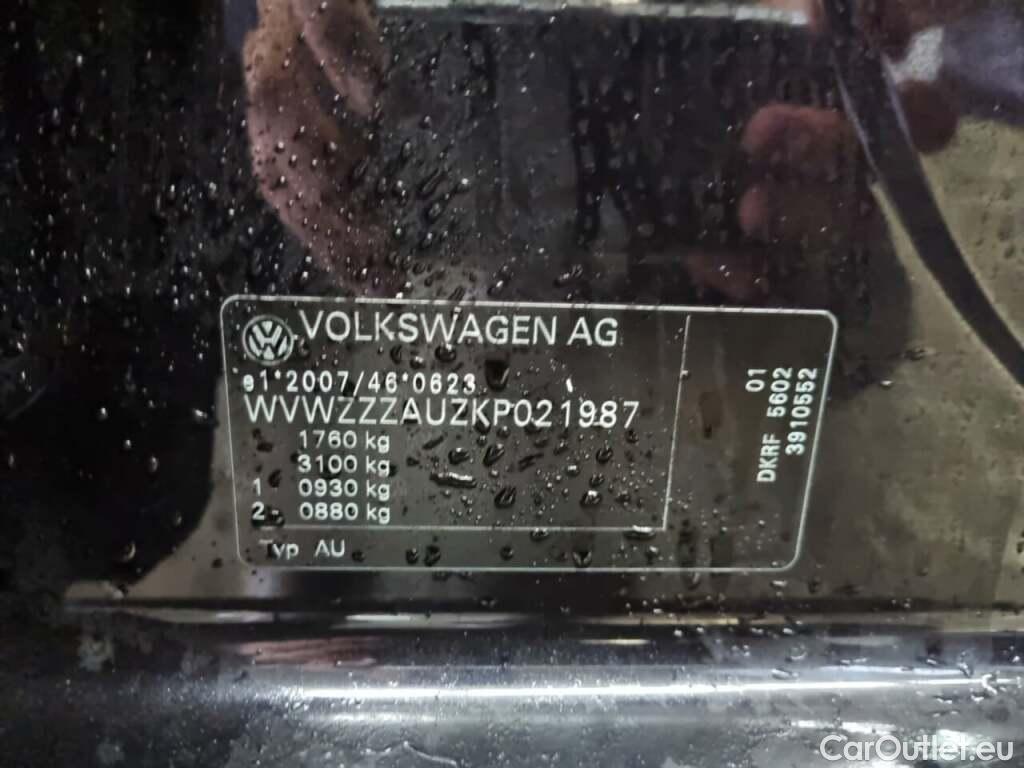 VOLKSWAGEN AG
e1*2007/46*0623
WVWZZZAUZKP021987
1760 kg
3100 kg
1 0930 kg
2 0880 kg
Typ AU
01
DKRF 5602
3910552
CarOutlet.eu